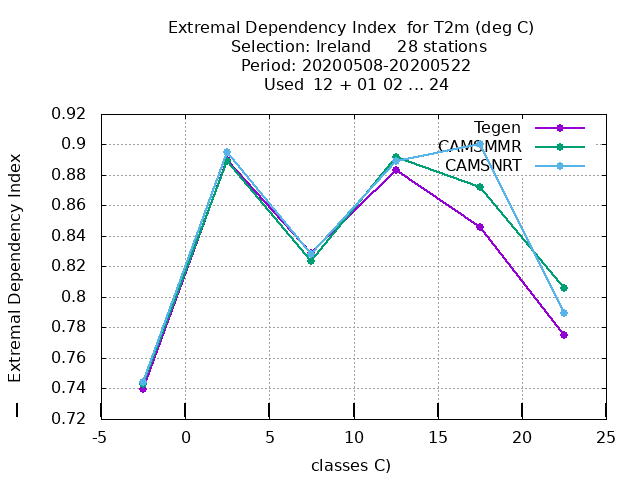 Extremal Dependency Index  for T2m (deg C)
Selection: Ireland     28 stations
Period: 20200508-20200522
Used  12 + 01 02 ... 24
Extremal Dependency Index
0.92
0.9
0.88
0.86
0.84
0.82
0.8
0.78
0.76
0.74
0.72
Tegen
CAMSMMR
CAMSNRT
-5
0
5
10
15
20
25
classes C)